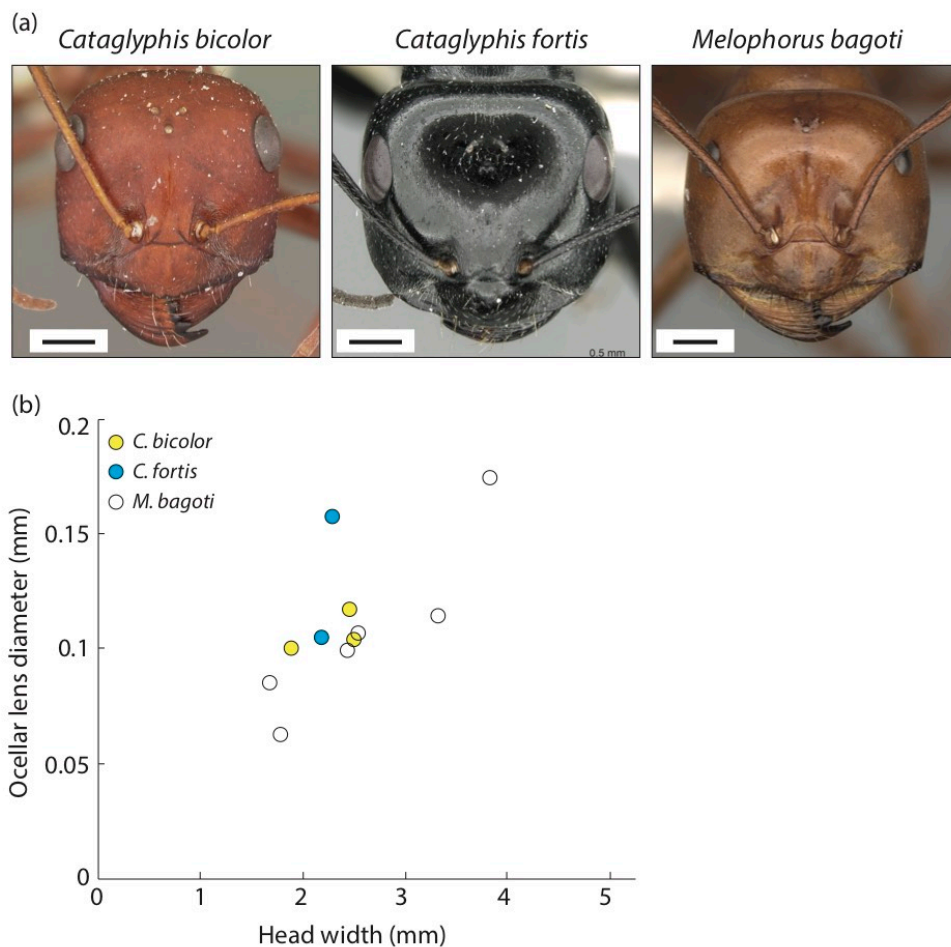 (a)
Cataglyphis bicolor
Cataglyphis fortis
Melophorus bagoti
0.5 mm
(b)
0.2
0.15
0.1
0.05
0
Ocellar lens diameter (mm)
C. bicolor
C. fortis
M. bagoti
0 1 2 3 4 5
Head width (mm)